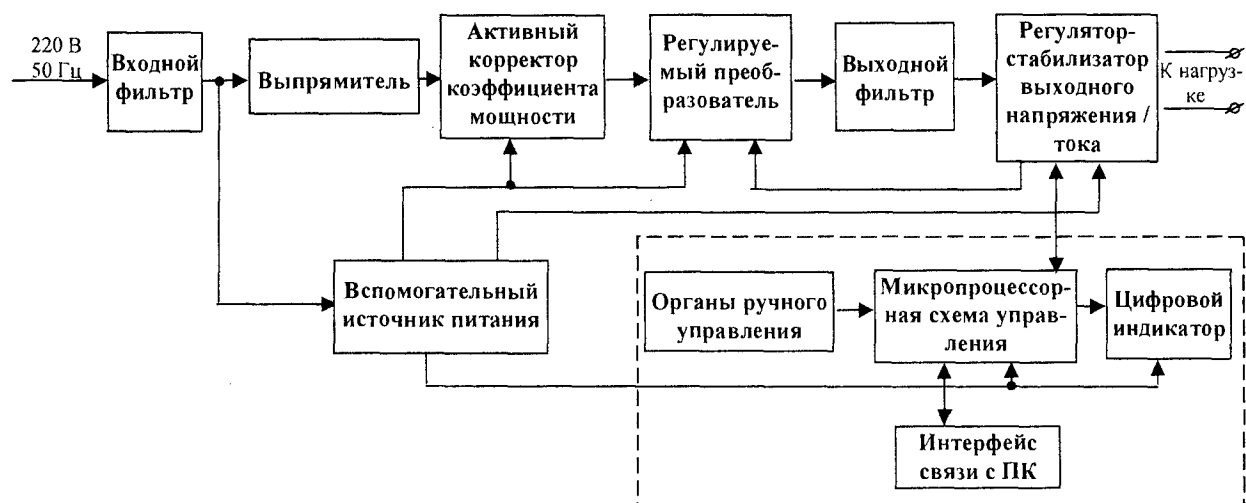 220 В
50 Гц
Входной
фильтр
Выпрямитель
Активный
корректор
коэффициента
мощности
Регулируе-
мый преоб-
разователь
Выходной
фильтр
Регулятор-
стабилизатор
выходного
напряжения /
тока
К нагруз-
ке
Вспомогательный
источник питания
Органы ручного
управления
Микропроцессор-
ная схема управ-
ления
Цифровой
индикатор
Интерфейс
связи с ПК